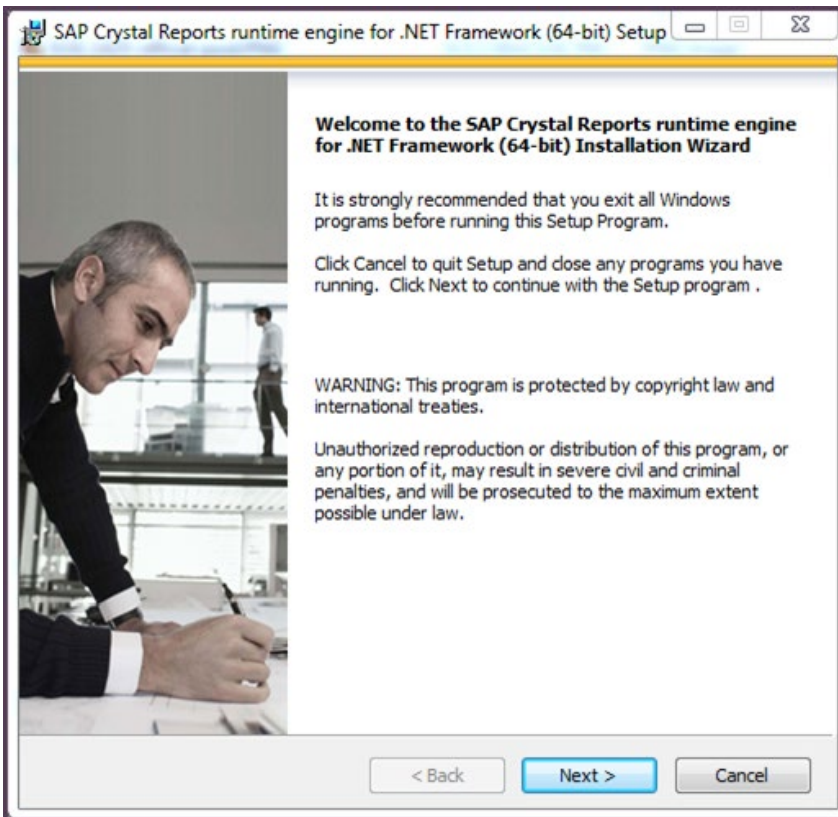 SAP Crystal Reports runtime engine for .NET Framework (64-bit) Setup
Welcome to the SAP Crystal Reports runtime engine
for .NET Framework (64-bit) Installation Wizard
It is strongly recommended that you exit all Windows
programs before running this Setup Program.
Click Cancel to quit Setup and close any programs you have
running. Click Next to continue with the Setup program .
WARNING: This program is protected by copyright law and
international treaties.
Unauthorized reproduction or distribution of this program, or
any portion of it, may result in severe civil and criminal
penalties, and will be prosecuted to the maximum extent
possible under law.
< Back
Next >
Cancel